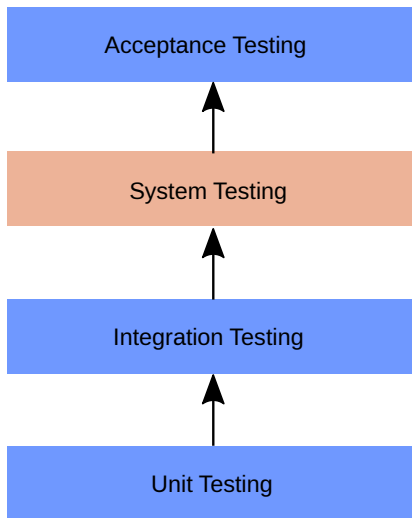 Acceptance Testing
System Testing
Integration Testing
Unit Testing